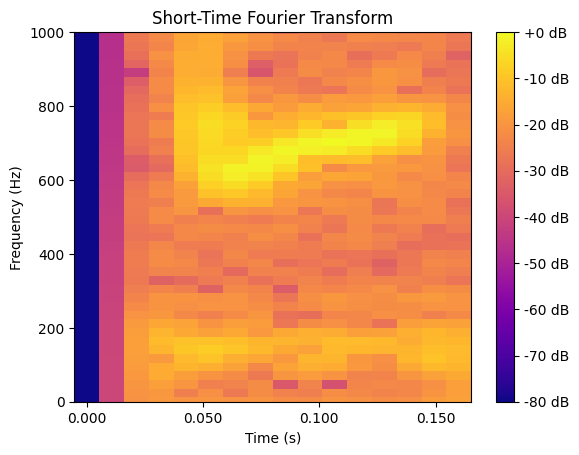 Short-Time Fourier Transform
Frequency (Hz)
1000
800
600
400
200
0
0.000
0.050
0.100
0.150
Time (s)
+0 dB
-10 dB
-20 dB
-30 dB
-40 dB
-50 dB
-60 dB
-70 dB
-80 dB